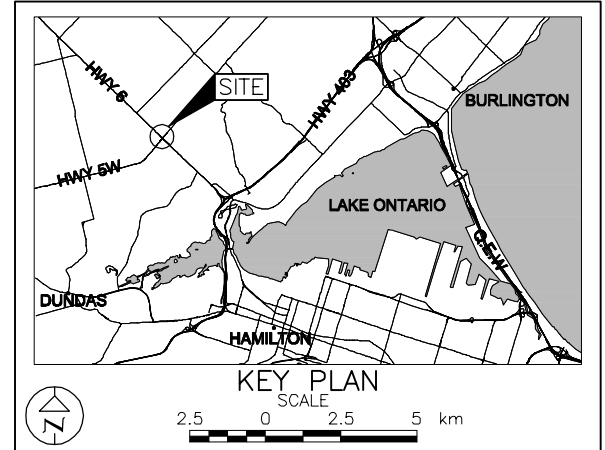 HWY 6
SITE
HWY 403
BURLINGTON
HWY 5W
LAKE ONTARIO
Q.E.W
DUNDAS
HAMILTON
KEY PLAN
SCALE
2.5 0 2.5 5 km
N